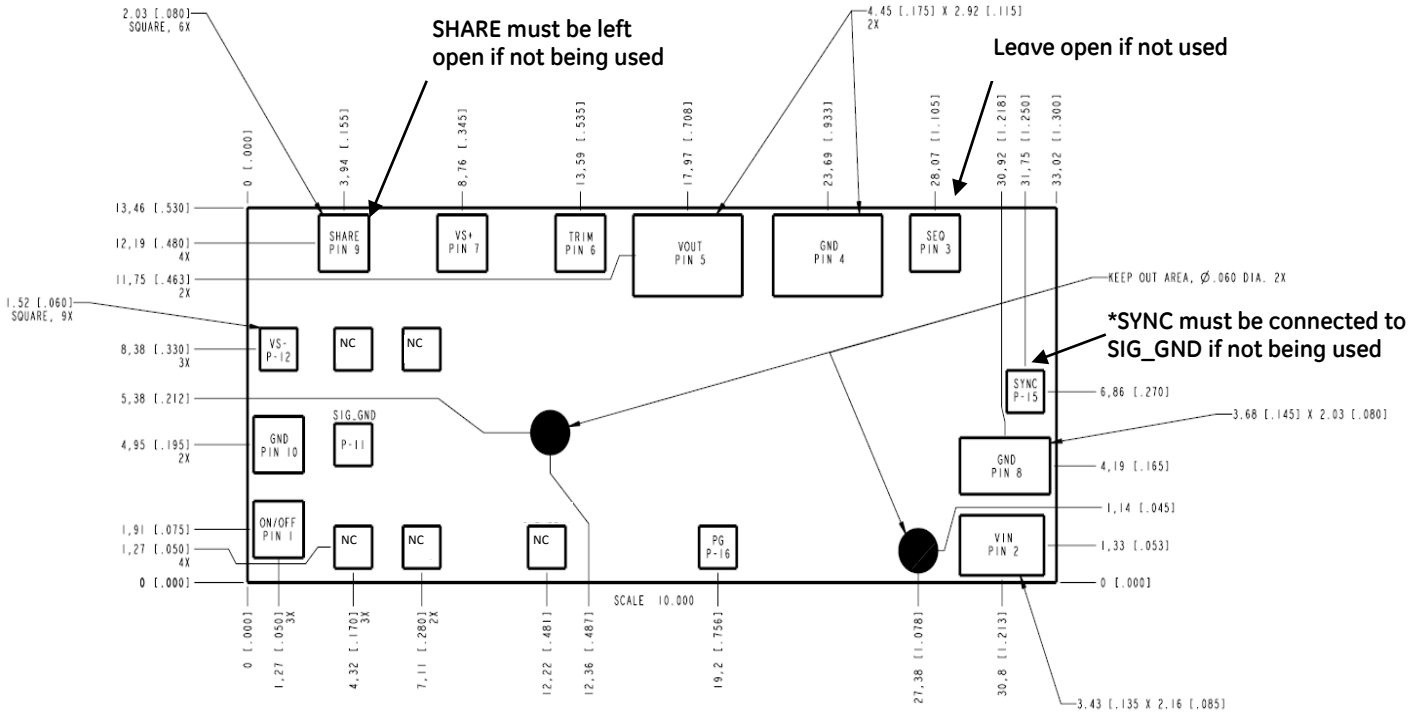 2.03 [.080]
SQUARE, 6X
SHARE must be left
open if not being used
4.45 [.175] X 2.92 [.115]
2X
Leave open if not used
0 [.000]
3,94 [.155]
8,76 [.345]
13,59 [.535]
17,97 [.708]
23,69 [.933]
28,07 [1.105]
30,92 [1.218]
31,75 [1.250]
33,02 [1.300]
13,46 [.530]
12,19 [.480]
4X
11,75 [.463]
2X
SHARE
PIN 9
VS+
PIN 7
TRIM
PIN 6
VOUT
PIN 5
GND
PIN 4
SEQ
PIN 3
KEEP OUT AREA, Ø.060 DIA. 2X
1.52 [.060]
SQUARE, 9X
*SYNC must be connected to
SIG_GND if not being used
8,38 [.330]
3X
VS-
P-12
NC
NC
SYNC
P-15
6,86 [.270]
5,38 [.212]
3.68 [.145] X 2.03 [.080]
SIG_GND
P-11
4,95 [.195]
2X
GND
PIN 10
GND
PIN 8
4,19 [.165]
1,14 [.045]
1,91 [.075]
1,27 [.050]
4X
ON/OFF
PIN 1
NC
NC
NC
PG
P-16
VIN
PIN 2
1,33 [.053]
0 [.000]
0 [.000]
SCALE 10.000
0 [.000]
1,27 [.050]
3X
4,32 [.170]
3X
7,11 [.280]
2X
12,22 [.481]
12,36 [.487]
19,2 [.756]
27,38 [1.078]
30,8 [1.213]
3.43 [.135 X 2.16 [.085]